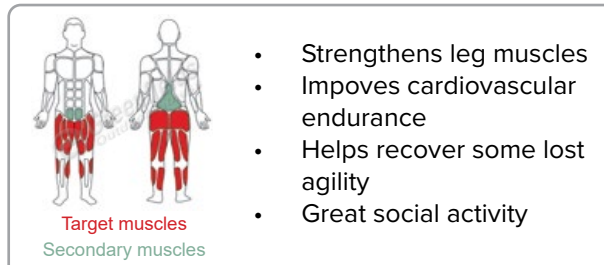 • Strengthens leg muscles
• Impoves cardiovascular
endurance
• Helps recover some lost
agility
• Great social activity
Target muscles
Secondary muscles